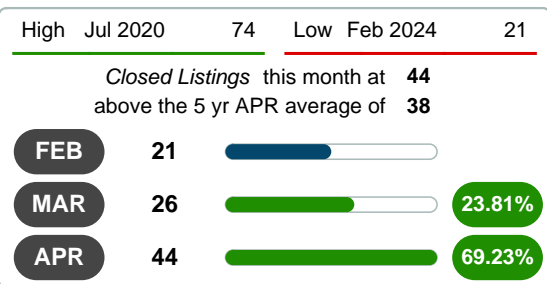 High Jul 2020 74 Low Feb 2024 21
Closed Listings this month at 44
above the 5 yr APR average of 38
FEB 21
MAR 26 23.81%
APR 44 69.23%